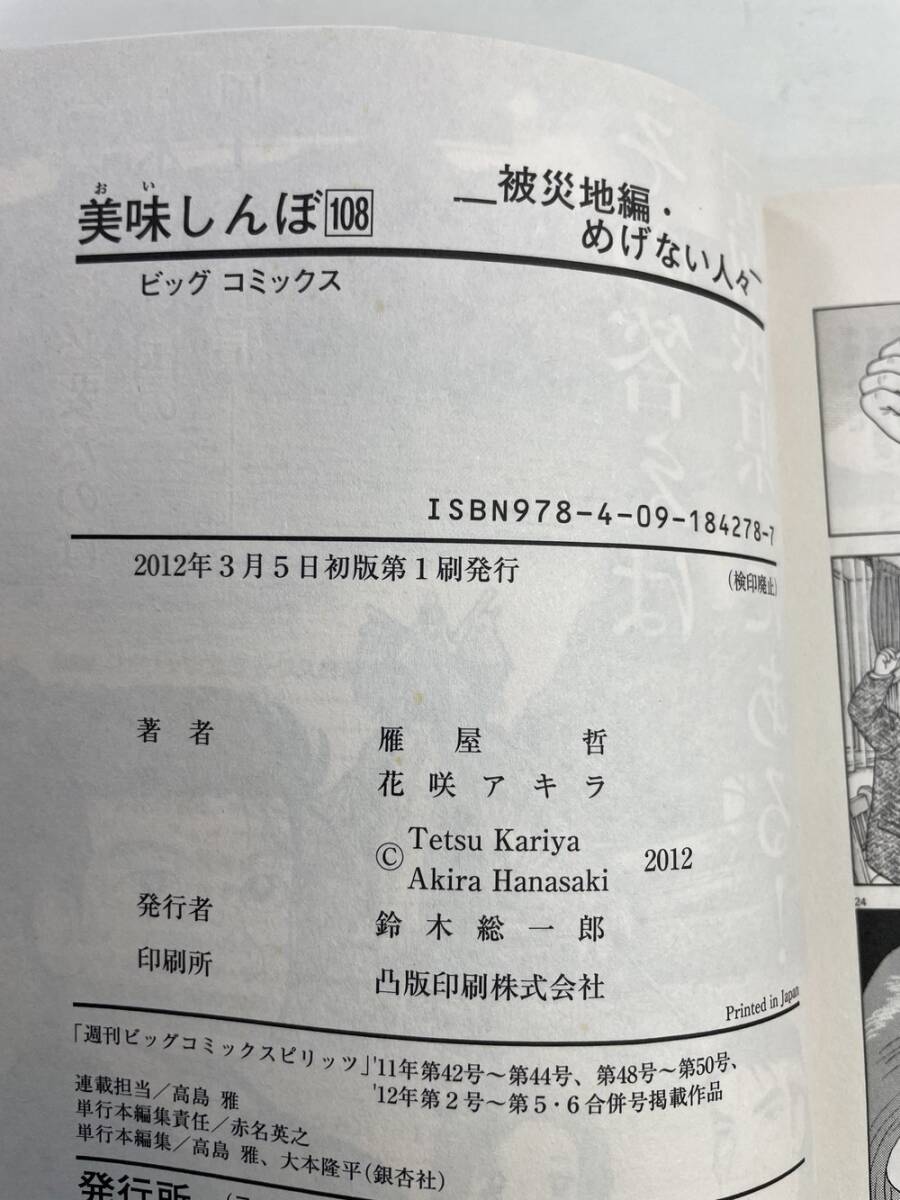 おい
美味しんぼ108
―被災地編・
めげない人々―
ビッグ コミックス
ISBN978-4-09-184278-7
2012年3月5日初版第1刷発行
(検印廃止)
著者 雁屋 哲
花咲アキラ
© Tetsu Kariya
Akira Hanasaki 2012
発行者 鈴木総一郎
印刷所 凸版印刷株式会社
Printed in Japan
「週刊ビッグコミックスピリッツ」'11年第42号〜第44号、第48号〜第50号、
'12年第2号〜第5・6合併号掲載作品
連載担当/高島 雅
単行本編集責任/赤名英之
単行本編集/高島 雅、大本隆平(銀杏社)
発行所
24